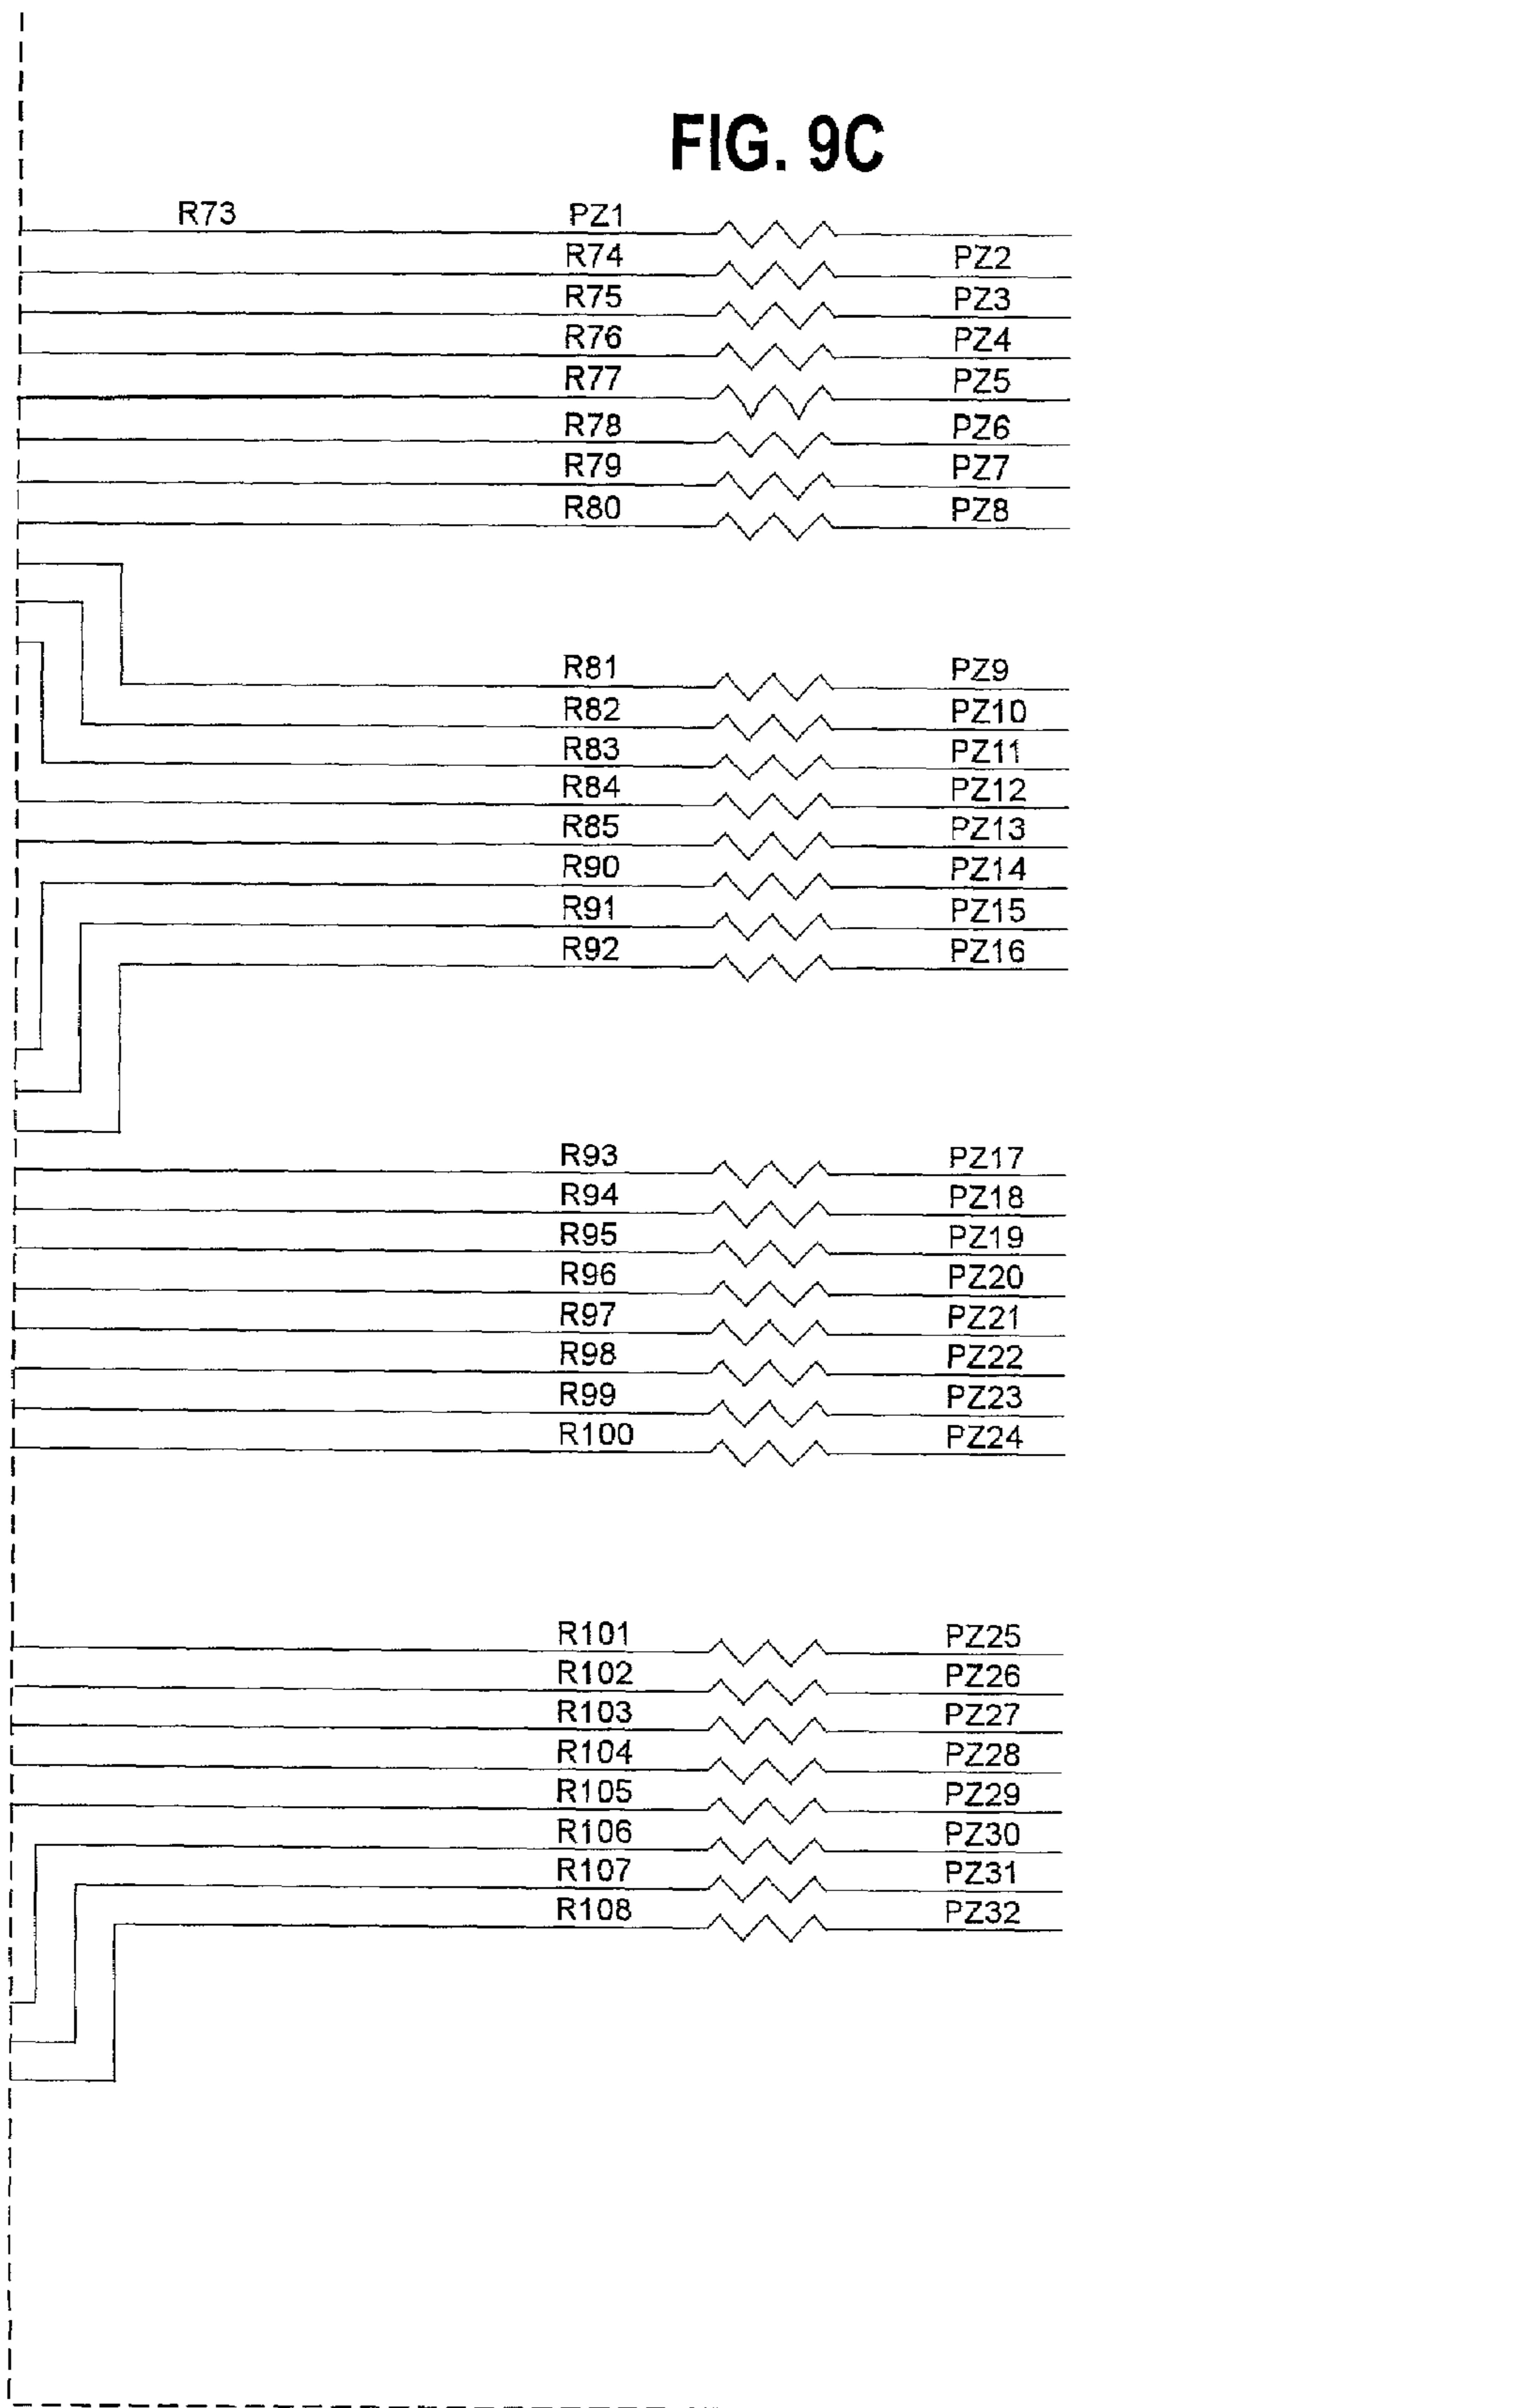 FIG. 9C
R73 PZ1
R74 PZ2
R75 PZ3
R76 PZ4
R77 PZ5
R78 PZ6
R79 PZ7
R80 PZ8
R81 PZ9
R82 PZ10
R83 PZ11
R84 PZ12
R85 PZ13
R90 PZ14
R91 PZ15
R92 PZ16
R93 PZ17
R94 PZ18
R95 PZ19
R96 PZ20
R97 PZ21
R98 PZ22
R99 PZ23
R100 PZ24
R101 PZ25
R102 PZ26
R103 PZ27
R104 PZ28
R105 PZ29
R106 PZ30
R107 PZ31
R108 PZ32